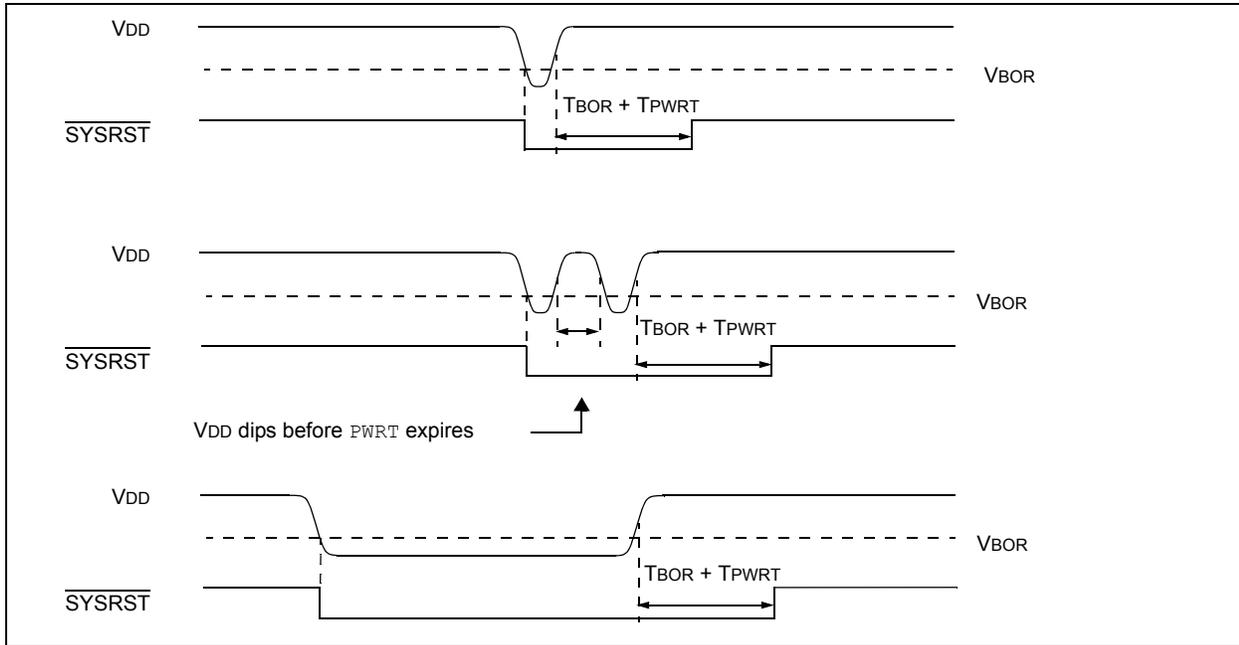 VDD
VBOR
TBOR + TPWRT
SYSRST
VDD
VBOR
TBOR + TPWRT
SYSRST
VDD dips before PWRT expires
VDD
VBOR
TBOR + TPWRT
SYSRST